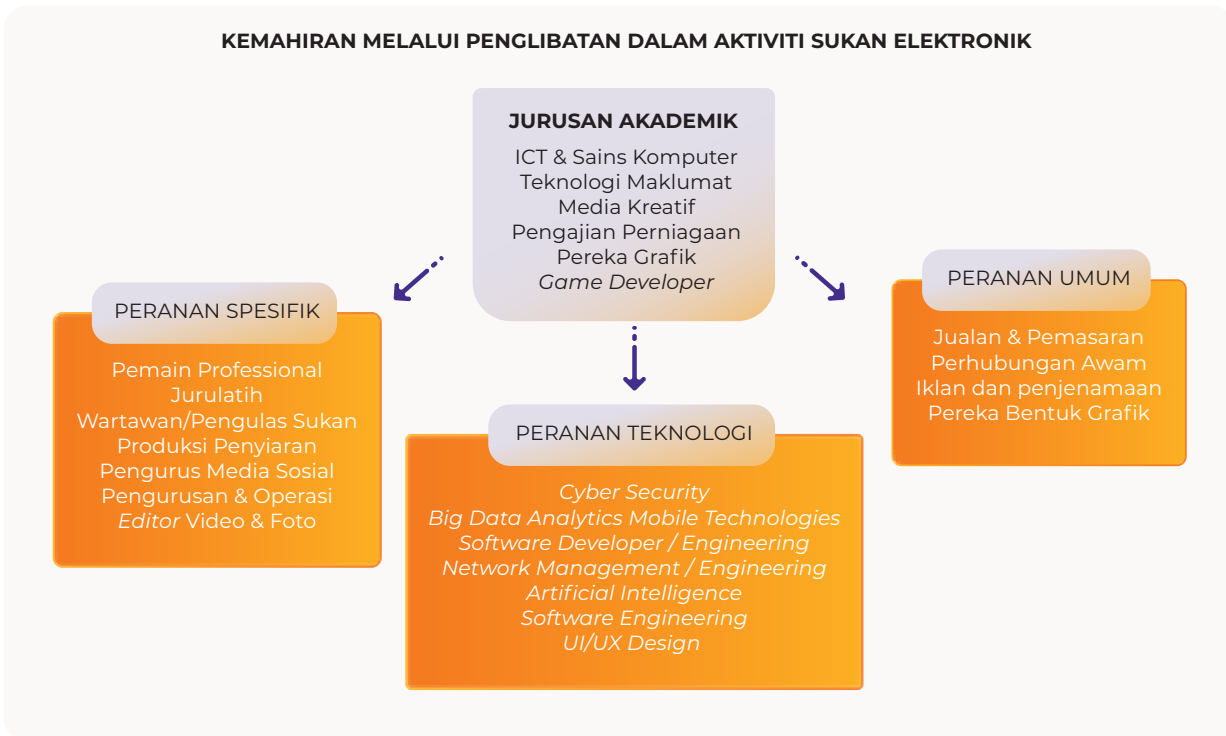 KEMAHIRAN MELALUI PENGLIBATAN DALAM AKTIVITI SUKAN ELEKTRONIK
JURUSAN AKADEMIK
ICT & Sains Komputer
Teknologi Maklumat
Media Kreatif
Pengajian Perniagaan
Pereka Grafik
Game Developer
PERANAN SPESIFIK
Pemain Professional
Jurulatih
Wartawan/Pengulas Sukan
Produksi Penyiaran
Pengurus Media Sosial
Pengurusan & Operasi
Editor Video & Foto
PERANAN TEKNOLOGI
Cyber Security
Big Data Analytics Mobile Technologies
Software Developer / Engineering
Network Management / Engineering
Artificial Intelligence
Software Engineering
UI/UX Design
PERANAN UMUM
Jualan & Pemasaran
Perhubungan Awam
Iklan dan penjenamaan
Pereka Bentuk Grafik